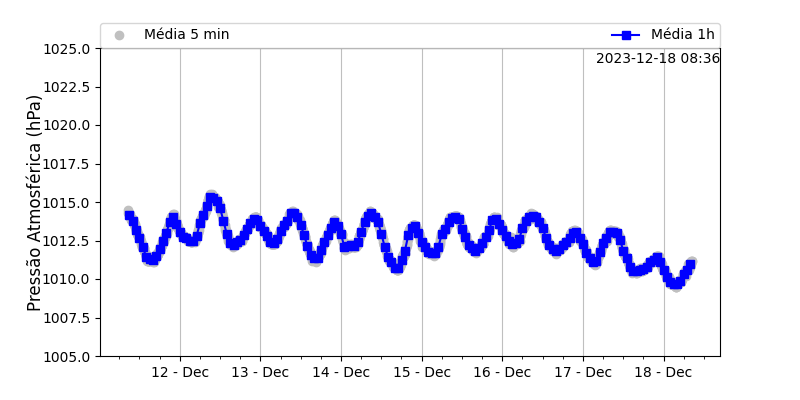 Média 5 min
Média 1h
2023-12-18 08:36
Pressão Atmosférica (hPa)
1025.0
1022.5
1020.0
1017.5
1015.0
1012.5
1010.0
1007.5
1005.0
12 - Dec
13 - Dec
14 - Dec
15 - Dec
16 - Dec
17 - Dec
18 - Dec